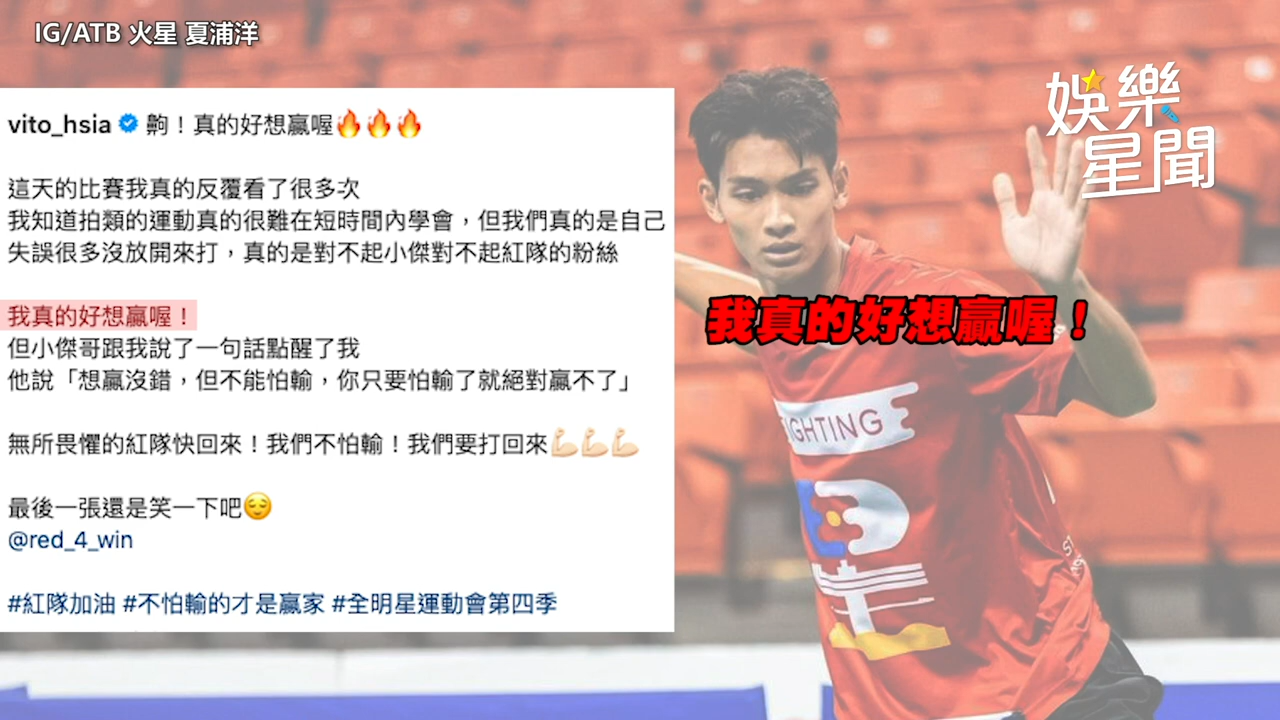 IG/ATB 火星 夏浦洋
娛樂
星聞
vito_hsia 齁！真的好想贏喔🔥🔥🔥
這天的比賽我真的反覆看了很多次
我知道拍類的運動真的很難在短時間內學會，但我們真的是自己
失誤很多沒放開來打，真的是對不起小傑對不起紅隊的粉絲
我真的好想贏喔！
但小傑哥跟我說了一句話點醒了我
他說「想贏沒錯，但不能怕輸，你只要怕輸了就絕對贏不了」
無所畏懼的紅隊快回來！我們不怕輸！我們要打回來💪🏻💪🏻💪🏻
最後一張還是笑一下吧😌
@red_4_win
#紅隊加油 #不怕輸的才是贏家 #全明星運動會第四季
我真的好想贏喔！
IGHTING